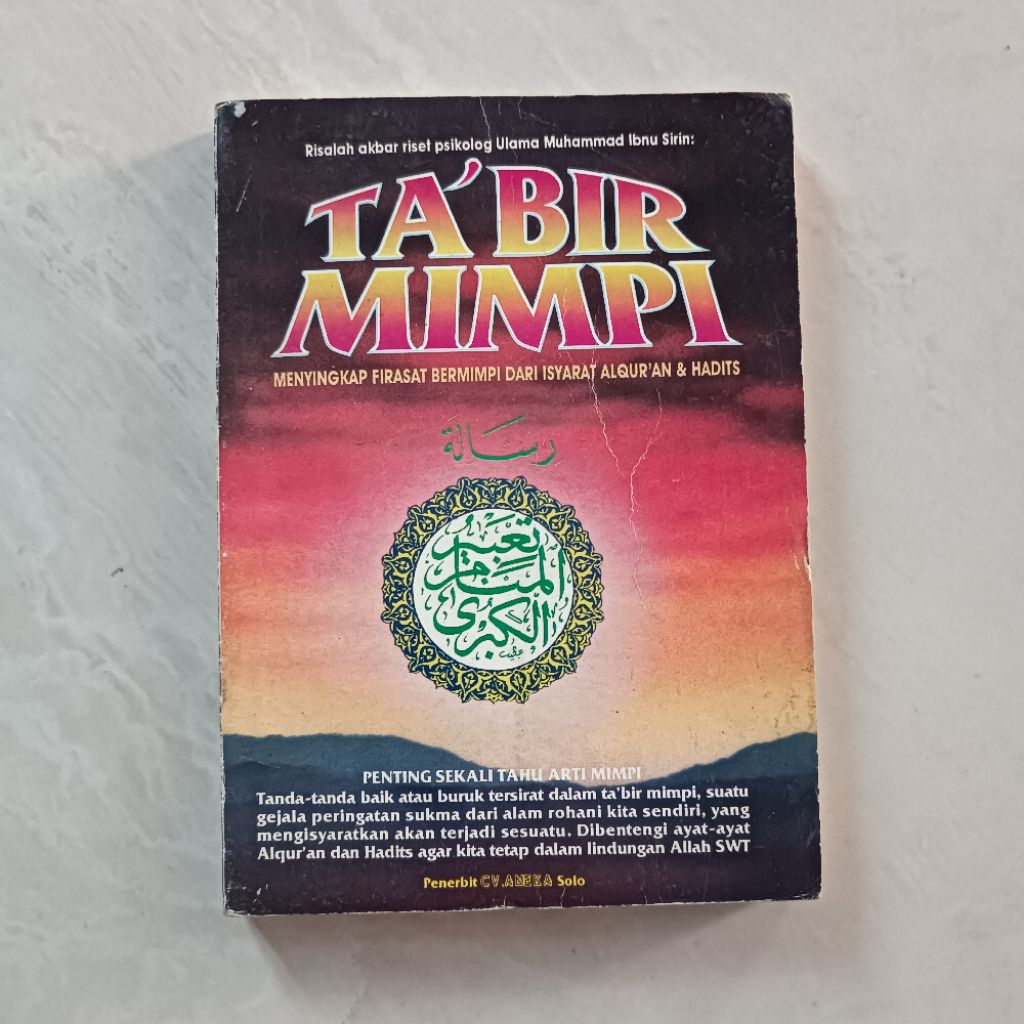 Risalah akbar riset psikolog Ulama Muhammad Ibnu Sirin:
TA'BIR
MIMPI
MENYINGKAP FIRASAT BERMIMPI DARI ISYARAT ALQUR'AN & HADITS
رسَالَة
تعبير
المنام
الكبرى
PENTING SEKALI TAHU ARTI MIMPI
Tanda-tanda baik atau buruk tersirat dalam ta'bir mimpi, suatu
gejala peringatan sukma dari alam rohani kita sendiri, yang
mengisyaratkan akan terjadi sesuatu. Dibentengi ayat-ayat
Alqur'an dan Hadits agar kita tetap dalam lindungan Allah SWT
Penerbit CV.ANEKA Solo